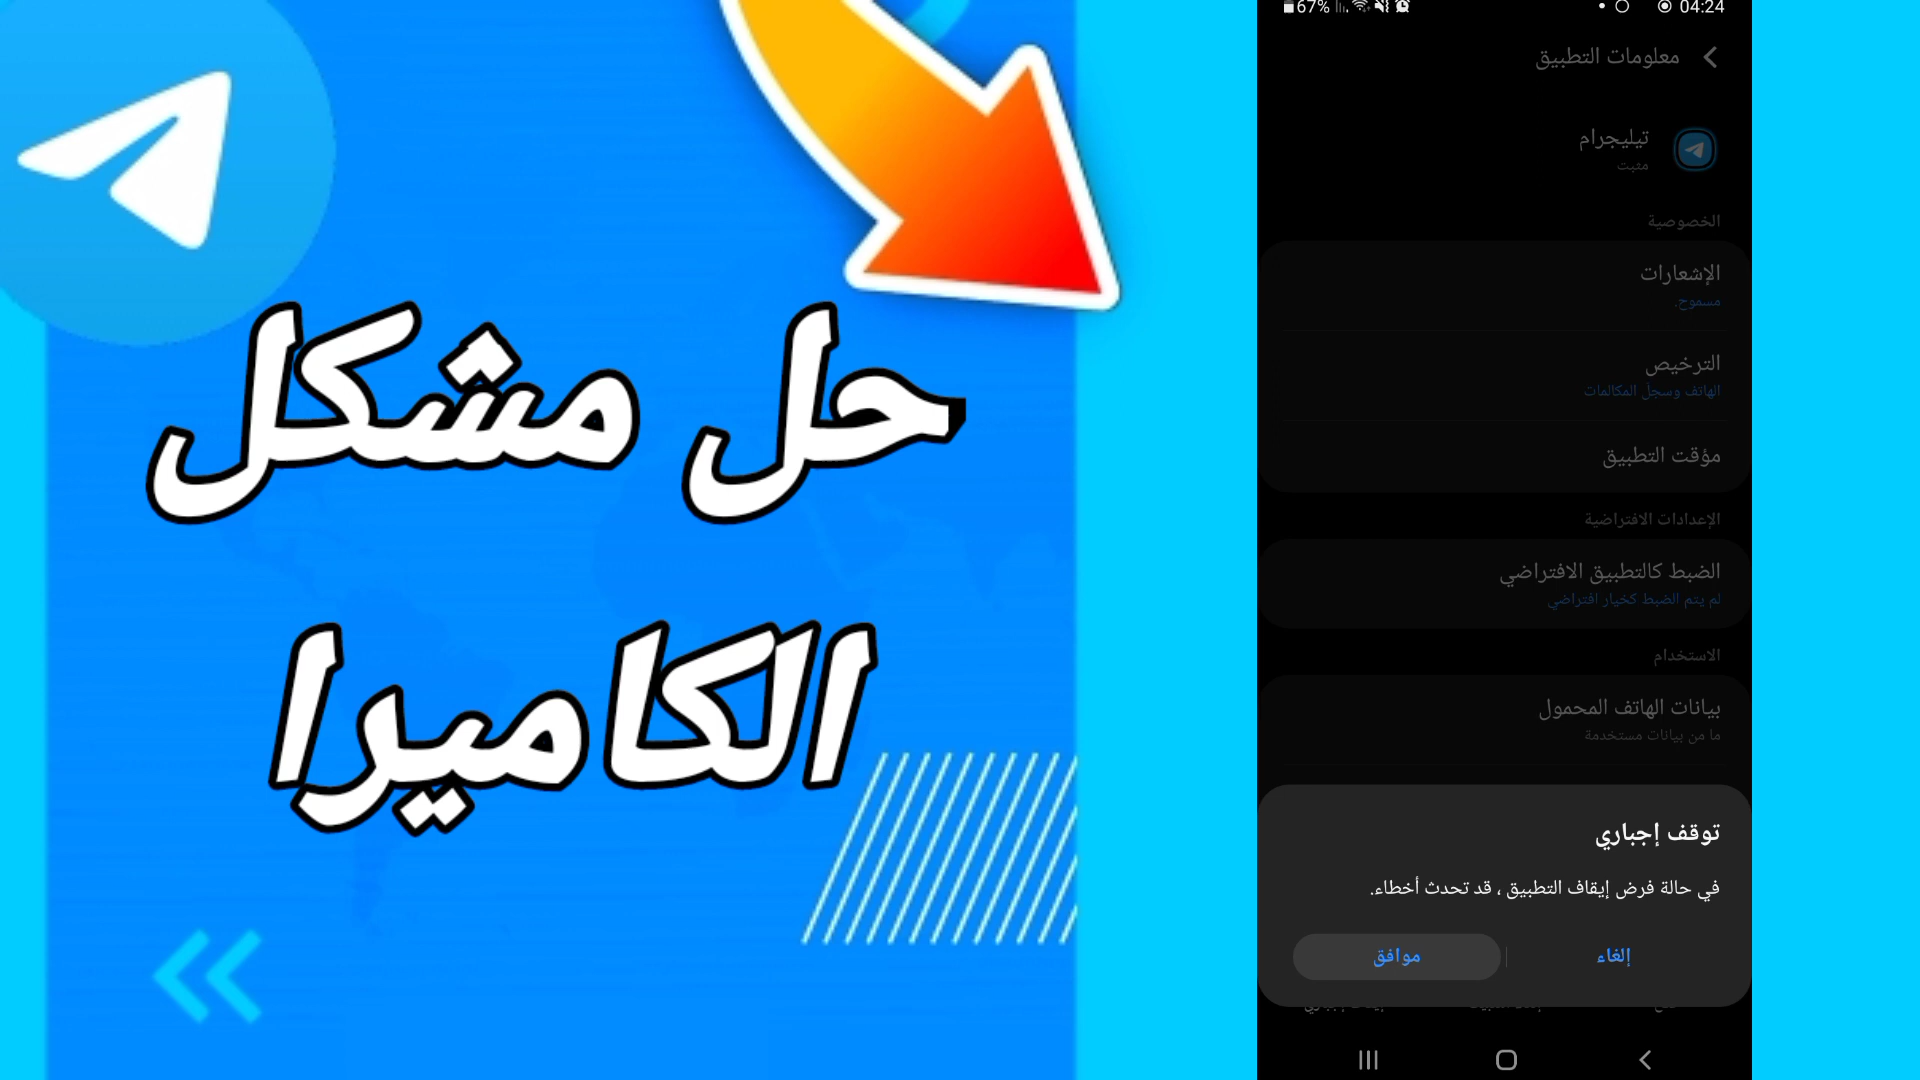 حل مشكل
الكاميرا
67%
04:24
معلومات التطبيق
تيليجرام
مثبت
الخصوصية
الإشعارات
مسموح.
الترخيص
الهاتف وسجلّ المكالمات
مؤقت التطبيق
الإعدادات الافتراضية
الضبط كالتطبيق الافتراضي
لم يتم الضبط كخيار افتراضي
الاستخدام
بيانات الهاتف المحمول
ما من بيانات مستخدمة
توقف إجباري
في حالة فرض إيقاف التطبيق ، قد تحدث أخطاء.
إلغاء
موافق